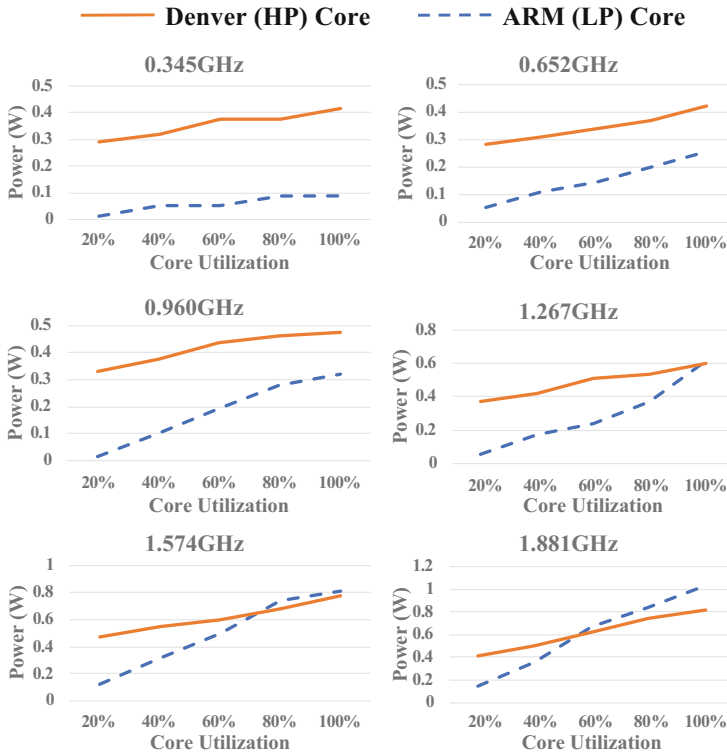 Denver (HP) Core ARM (LP) Core
0.345GHz
0.5
0.4
0.3
0.2
0.1
0
Power (W)
20% 40% 60% 80% 100%
Core Utilization
0.652GHz
0.5
0.4
0.3
0.2
0.1
0
Power (W)
20% 40% 60% 80% 100%
Core Utilization
0.960GHz
0.5
0.4
0.3
0.2
0.1
0
Power (W)
20% 40% 60% 80% 100%
Core Utilization
1.267GHz
0.8
0.6
0.4
0.2
0
Power (W)
20% 40% 60% 80% 100%
Core Utilization
1.574GHz
1
0.8
0.6
0.4
0.2
0
Power (W)
20% 40% 60% 80% 100%
Core Utilization
1.881GHz
1.2
1
0.8
0.6
0.4
0.2
0
Power (W)
20% 40% 60% 80% 100%
Core Utilization